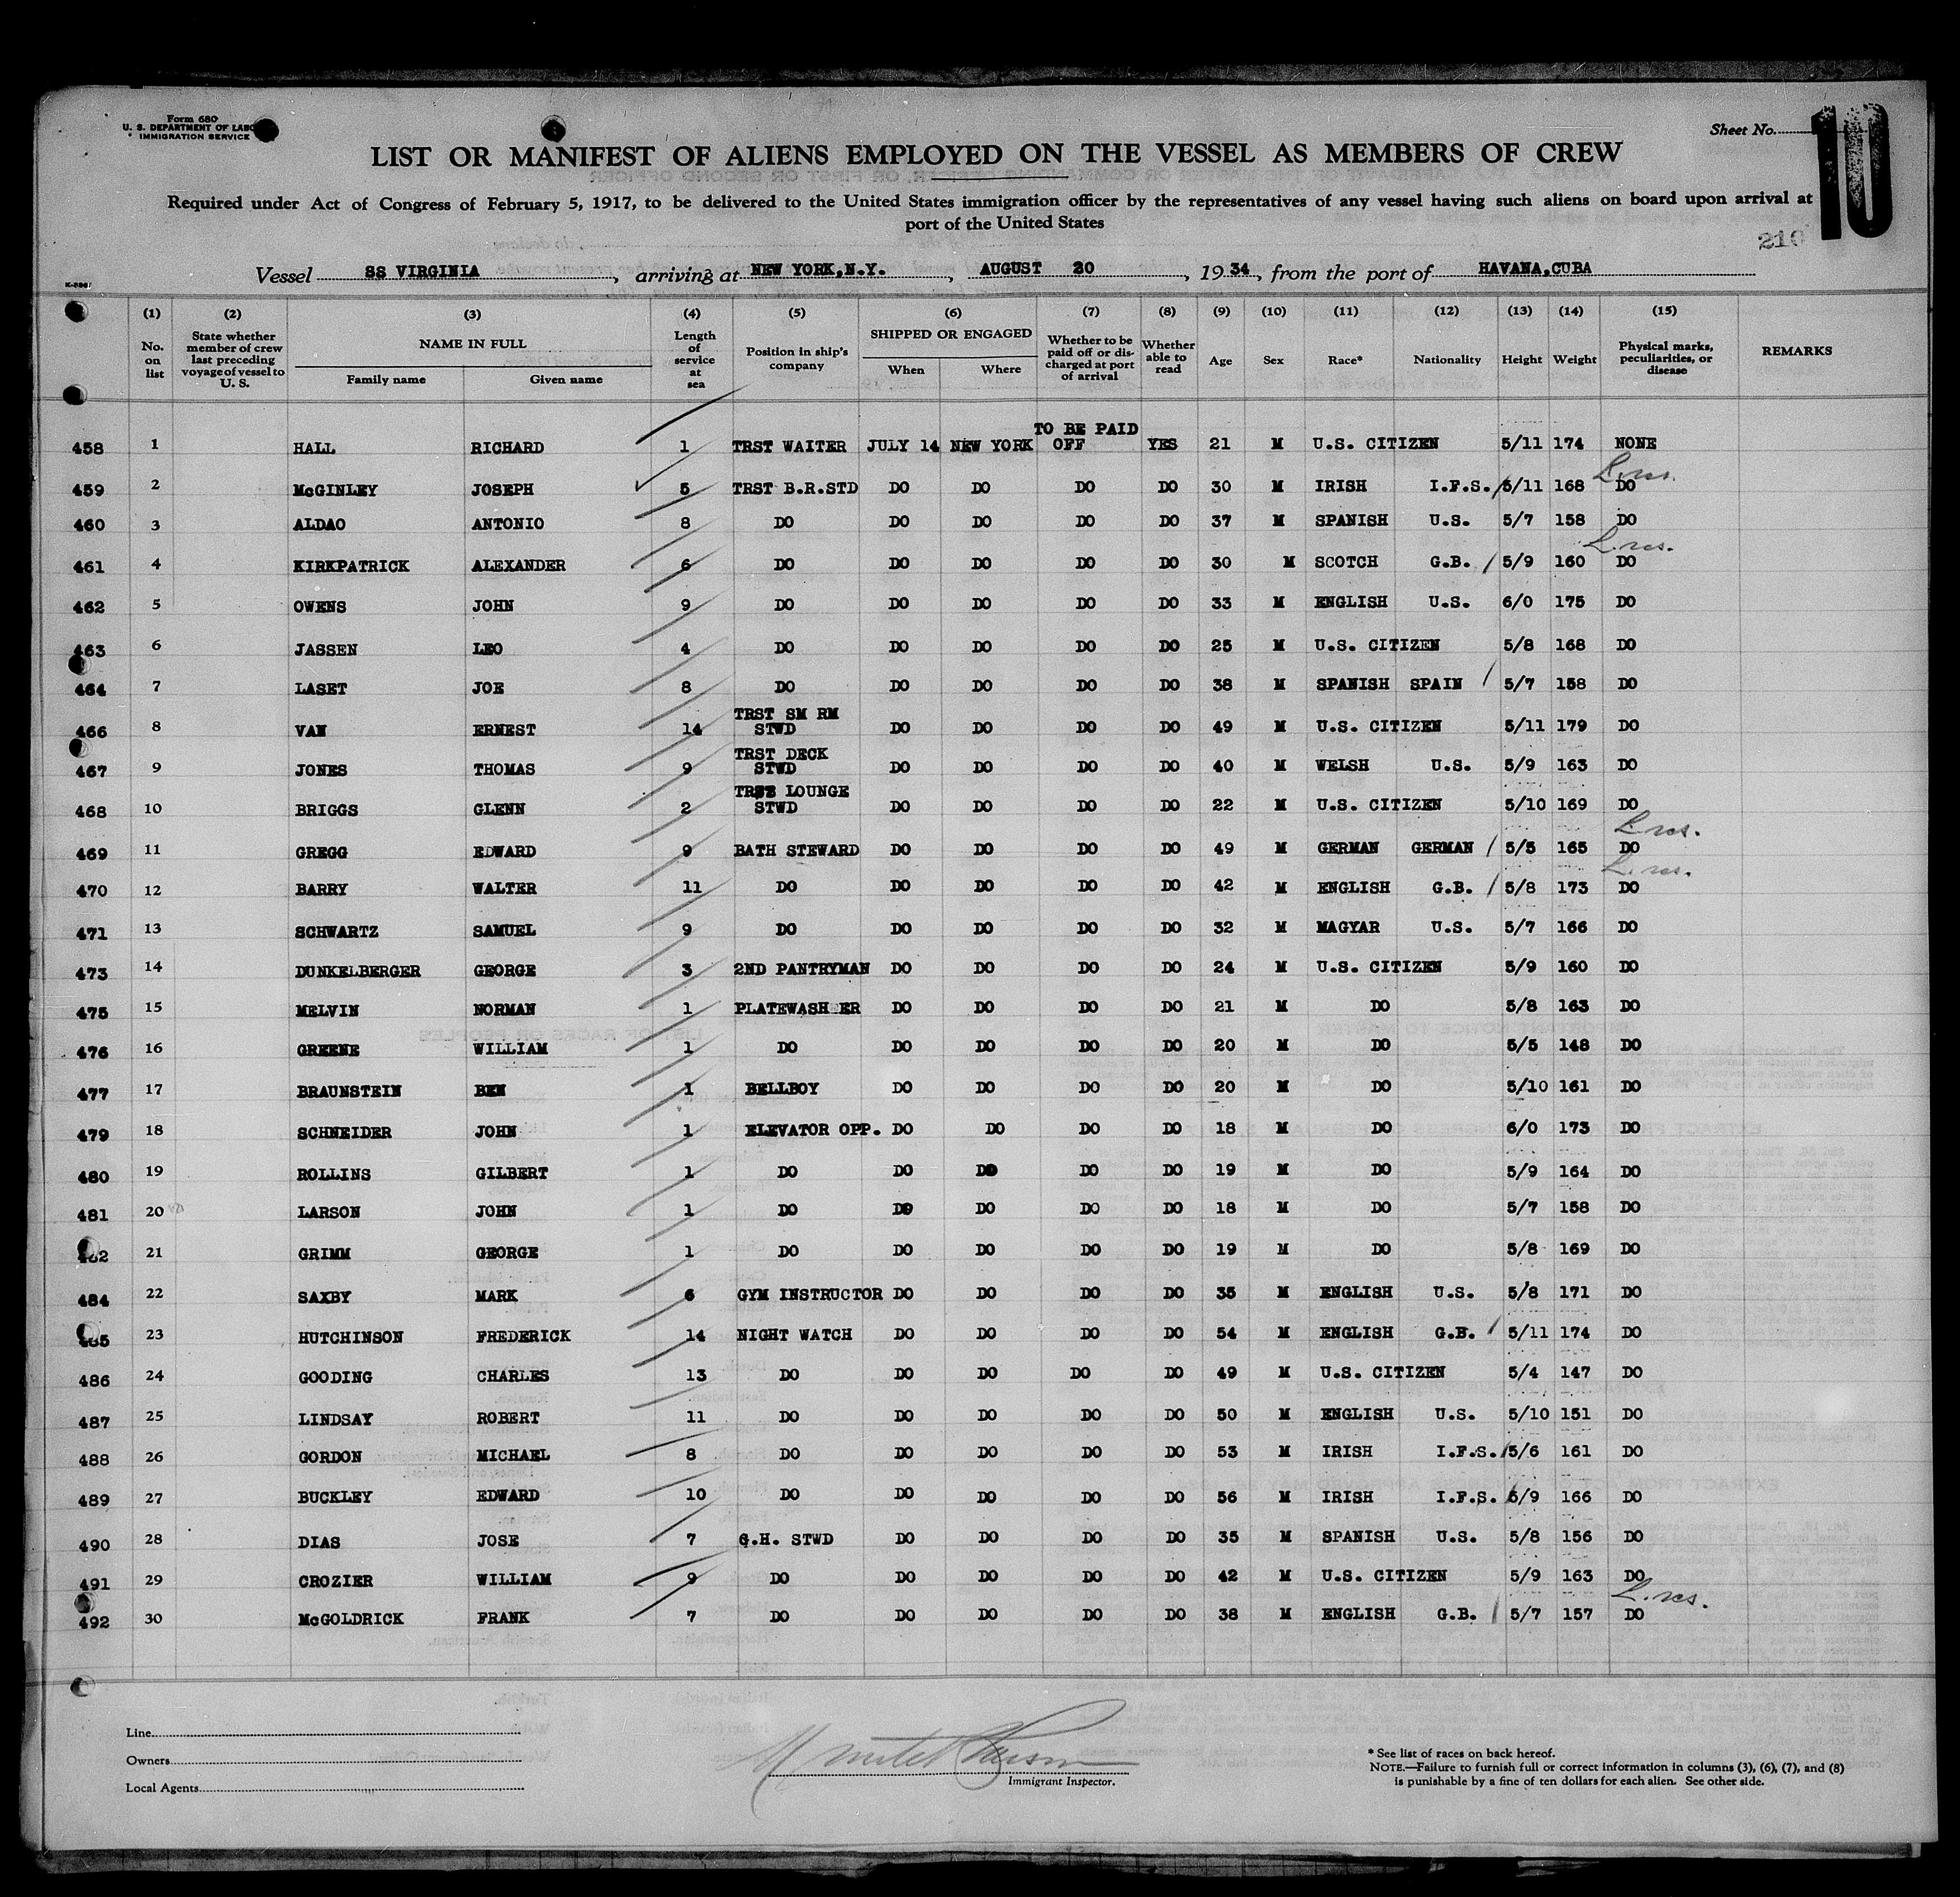 Form 680
U. S. DEPARTMENT OF LABO
IMMIGRATION SERVICE
Sheet No. 10
LIST OR MANIFEST OF ALIENS EMPLOYED ON THE VESSEL AS MEMBERS OF CREW
Required under Act of Congress of February 5, 1917, to be delivered to the United States immigration officer by the representatives of any vessel having such aliens on board upon arrival at
port of the United States
210
Vessel SS VIRGINIA, arriving at NEW YORK,N.Y., AUGUST 20, 1934, from the port of HAVANA,CUBA
(1) (2) (3) (4) (5) (6) (7) (8) (9) (10) (11) (12) (13) (14) (15)
No. on list State whether member of crew last preceding voyage of vessel to U. S. NAME IN FULL Family name Given name Length of service at sea Position in ship's company SHIPPED OR ENGAGED When Where Whether to be paid off or discharged at port of arrival Whether able to read Age Sex Race* Nationality Height Weight Physical marks, peculiarities, or disease REMARKS
458 1 HALL RICHARD 1 TRST WAITER JULY 14 NEW YORK TO BE PAID OFF YES 21 M U.S. CITIZEN 5/11 174 NONE
459 2 McGINLEY JOSEPH 5 TRST B.R.STD DO DO DO DO 30 M IRISH I.F.S. 5/11 168 DO L. res.
460 3 ALDAO ANTONIO 8 DO DO DO DO DO 37 M SPANISH U.S. 5/7 158 DO
461 4 KIRKPATRICK ALEXANDER 6 DO DO DO DO DO 30 M SCOTCH G.B. 5/9 160 DO L. res.
462 5 OWENS JOHN 9 DO DO DO DO DO 33 M ENGLISH U.S. 6/0 175 DO
463 6 JASSEN LEO 4 DO DO DO DO DO 25 M U.S. CITIZEN 5/8 168 DO
464 7 LASET JOE 8 DO DO DO DO DO 38 M SPANISH SPAIN 5/7 158 DO
466 8 VAN ERNEST 14 TRST SM RM STWD DO DO DO DO 49 M U.S. CITIZEN 5/11 179 DO
467 9 JONES THOMAS 9 TRST DECK STWD DO DO DO DO 40 M WELSH U.S. 5/9 163 DO
468 10 BRIGGS GLENN 2 TRST LOUNGE STWD DO DO DO DO 22 M U.S. CITIZEN 5/10 169 DO
469 11 GREGG EDWARD 9 BATH STEWARD DO DO DO DO 49 M GERMAN GERMAN 5/5 165 DO L. res.
470 12 BARRY WALTER 11 DO DO DO DO DO 42 M ENGLISH G.B. 5/8 173 DO L. res.
471 13 SCHWARTZ SAMUEL 9 DO DO DO DO DO 32 M MAGYAR U.S. 5/7 166 DO
473 14 DUNKELBERGER GEORGE 3 2ND PANTRYMAN DO DO DO DO 24 M U.S. CITIZEN 5/9 160 DO
475 15 MELVIN NORMAN 1 PLATEWASH ER DO DO DO DO 21 M DO 5/8 163 DO
476 16 GREENE WILLIAM 1 DO DO DO DO DO 20 M DO 5/5 148 DO
477 17 BRAUNSTEIN BEN 1 BELLBOY DO DO DO DO 20 M DO 5/10 161 DO
479 18 SCHNEIDER JOHN 1 ELEVATOR OPP. DO DO DO DO 18 M DO 6/0 173 DO
480 19 ROLLINS GILBERT 1 DO DO DO DO DO 19 M DO 5/9 164 DO
481 20 LARSON JOHN 1 DO DO DO DO DO 18 M DO 5/7 158 DO
482 21 GRIMM GEORGE 1 DO DO DO DO DO 19 M DO 5/8 169 DO
484 22 SAXBY MARK 6 GYM INSTRUCTOR DO DO DO DO 35 M ENGLISH U.S. 5/8 171 DO
485 23 HUTCHINSON FREDERICK 14 NIGHT WATCH DO DO DO DO 54 M ENGLISH G.B. 5/11 174 DO
486 24 GOODING CHARLES 13 DO DO DO DO DO 49 M U.S. CITIZEN 5/4 147 DO
487 25 LINDSAY ROBERT 11 DO DO DO DO DO 50 M ENGLISH U.S. 5/10 151 DO
488 26 GORDON MICHAEL 8 DO DO DO DO DO 53 M IRISH I.F.S. 5/6 161 DO
489 27 BUCKLEY EDWARD 10 DO DO DO DO DO 56 M IRISH I.F.S. 5/9 166 DO
490 28 DIAS JOSE 7 G.H. STWD DO DO DO DO 35 M SPANISH U.S. 5/8 156 DO
491 29 CROZIER WILLIAM 9 DO DO DO DO DO 42 M U.S. CITIZEN 5/9 163 DO
492 30 McGOLDRICK FRANK 7 DO DO DO DO DO 38 M ENGLISH G.B. 5/7 157 DO L. res.
Line
Owners
Local Agents
Immigrant Inspector.
* See list of races on back hereof.
NOTE.—Failure to furnish full or correct information in columns (3), (6), (7), and (8)
is punishable by a fine of ten dollars for each alien. See other side.